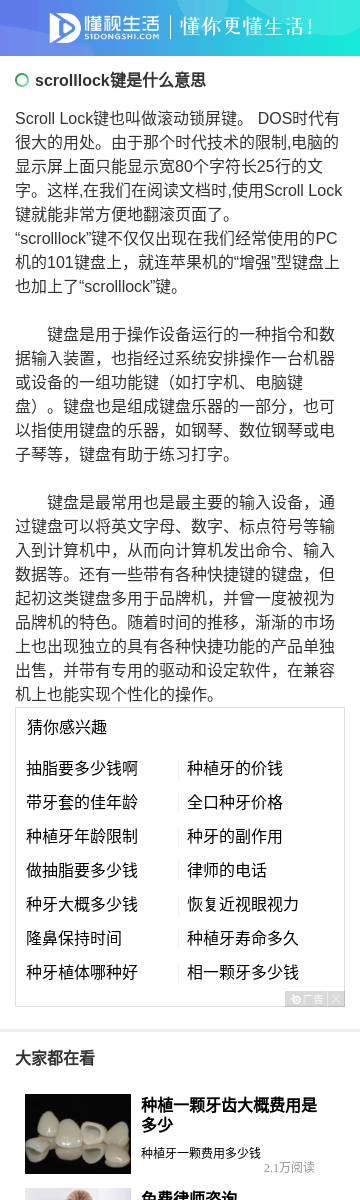 懂视生活
51DONGSHI.COM
懂你更懂生活!
scrolllock键是什么意思
Scroll Lock键也叫做滚动锁屏键。 DOS时代有
很大的用处。由于那个时代技术的限制,电脑的
显示屏上面只能显示宽80个字符长25行的文
字。这样,在我们在阅读文档时,使用Scroll Lock
键就能非常方便地翻滚页面了。
“scrolllock”键不仅仅出现在我们经常使用的PC
机的101键盘上，就连苹果机的“增强”型键盘上
也加上了“scrolllock”键。
键盘是用于操作设备运行的一种指令和数
据输入装置，也指经过系统安排操作一台机器
或设备的一组功能键（如打字机、电脑键
盘）。键盘也是组成键盘乐器的一部分，也可
以指使用键盘的乐器，如钢琴、数位钢琴或电
子琴等，键盘有助于练习打字。
键盘是最常用也是最主要的输入设备，通
过键盘可以将英文字母、数字、标点符号等输
入到计算机中，从而向计算机发出命令、输入
数据等。还有一些带有各种快捷键的键盘，但
起初这类键盘多用于品牌机，并曾一度被视为
品牌机的特色。随着时间的推移，渐渐的市场
上也出现独立的具有各种快捷功能的产品单独
出售，并带有专用的驱动和设定软件，在兼容
机上也能实现个性化的操作。
猜你感兴趣
抽脂要多少钱啊 种植牙的价钱
带牙套的佳年龄 全口种牙价格
种植牙年龄限制 种牙的副作用
做抽脂要多少钱 律师的电话
种牙大概多少钱 恢复近视眼视力
隆鼻保持时间 种植牙寿命多久
种牙植体哪种好 相一颗牙多少钱
广告
大家都在看
种植一颗牙齿大概费用是
多少
种植牙一颗费用多少钱
2.1万阅读
免费律师咨询